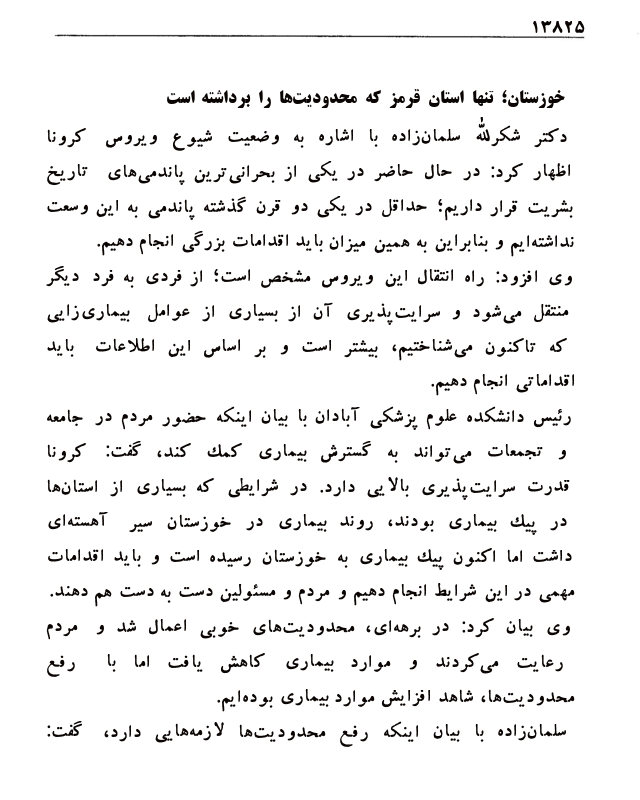 ۱۳۸۲۵
خوزستان؛ تنها استان قرمز که محدودیت‌ها را برداشته است
دکتر شکرالله سلمان‌زاده با اشاره به وضعیت شیوع ویروس کرونا
اظهار کرد: در حال حاضر در یکی از بحرانی‌ترین پاندمی‌های تاریخ
بشریت قرار داریم؛ حداقل در یکی دو قرن گذشته پاندمی به این وسعت
نداشته‌ایم و بنابراین به همین میزان باید اقدامات بزرگی انجام دهیم.
وی افزود: راه انتقال این ویروس مشخص است؛ از فردی به فرد دیگر
منتقل می‌شود و سرایت‌پذیری آن از بسیاری از عوامل بیماری‌زایی
که تاکنون می‌شناختیم، بیشتر است و بر اساس این اطلاعات باید
اقداماتی انجام دهیم.
رئیس دانشکده علوم پزشکی آبادان با بیان اینکه حضور مردم در جامعه
و تجمعات می‌تواند به گسترش بیماری کمك کند، گفت: کرونا
قدرت سرایت‌پذیری بالایی دارد. در شرایطی که بسیاری از استان‌ها
در پیك بیماری بودند، روند بیماری در خوزستان سیر آهسته‌ای
داشت اما اکنون پیك بیماری به خوزستان رسیده است و باید اقدامات
مهمی در این شرایط انجام دهیم و مردم و مسئولین دست به دست هم دهند.
وی بیان کرد: در برهه‌ای، محدودیت‌های خوبی اعمال شد و مردم
رعایت می‌کردند و موارد بیماری کاهش یافت اما با رفع
محدودیت‌ها، شاهد افزایش موارد بیماری بوده‌ایم.
سلمان‌زاده با بیان اینکه رفع محدودیت‌ها لازمه‌هایی دارد، گفت: